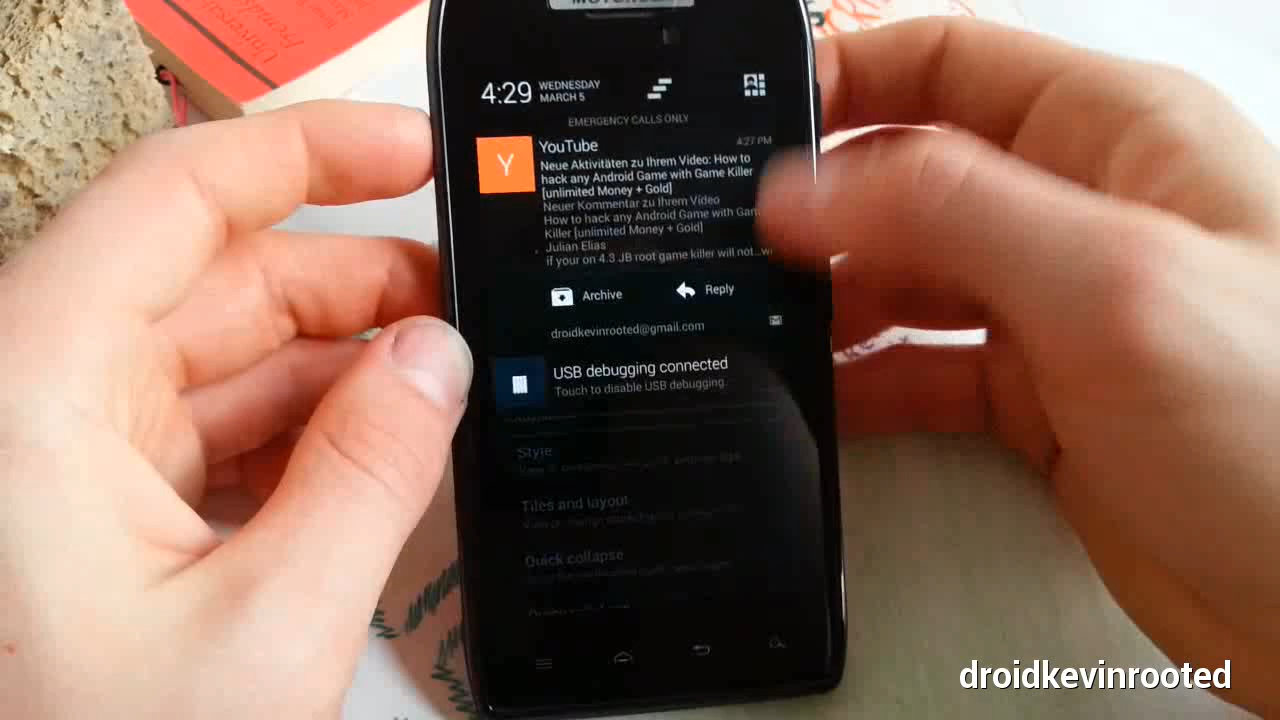 MOTOROLA
4:29
WEDNESDAY
MARCH 5
EMERGENCY CALLS ONLY
Y
YouTube
4:27 PM
Neue Aktivitäten zu Ihrem Video: How to
hack any Android Game with Game Killer
[unlimited Money + Gold]
Neuer Kommentar zu Ihrem Video
How to hack any Android Game with Gam
Killer [unlimited Money + Gold]
Julian Elias
if your on 4.3 JB root game killer will not...w
Archive
Reply
droidkevinrooted@gmail.com
USB debugging connected
Touch to disable USB debugging.
Style
Tiles and layout
Quick collapse
droidkevinrooted
Universal